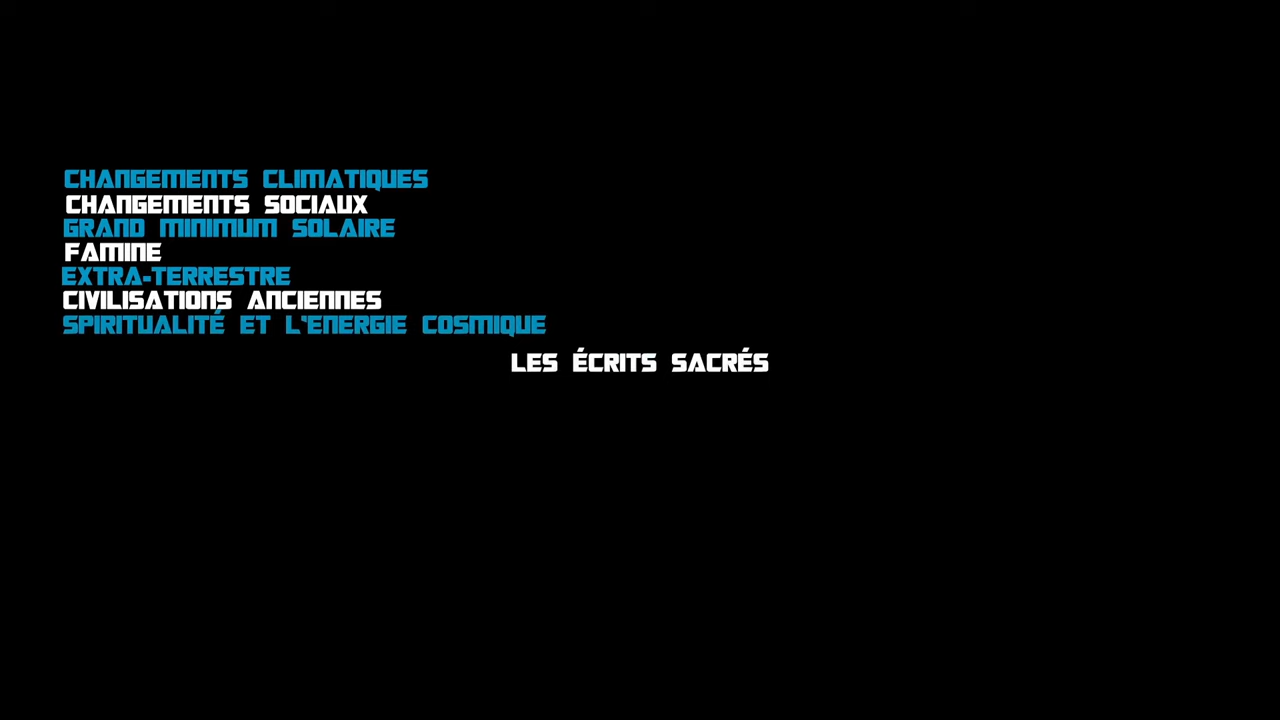 CHANGEMENTS CLIMATIQUES
CHANGEMENTS SOCIAUX
GRAND MINIMUM SOLAIRE
FAMINE
EXTRA-TERRESTRE
CIVILISATIONS ANCIENNES
SPIRITUALITÉ ET L'ENERGIE COSMIQUE
LES ÉCRITS SACRÉS